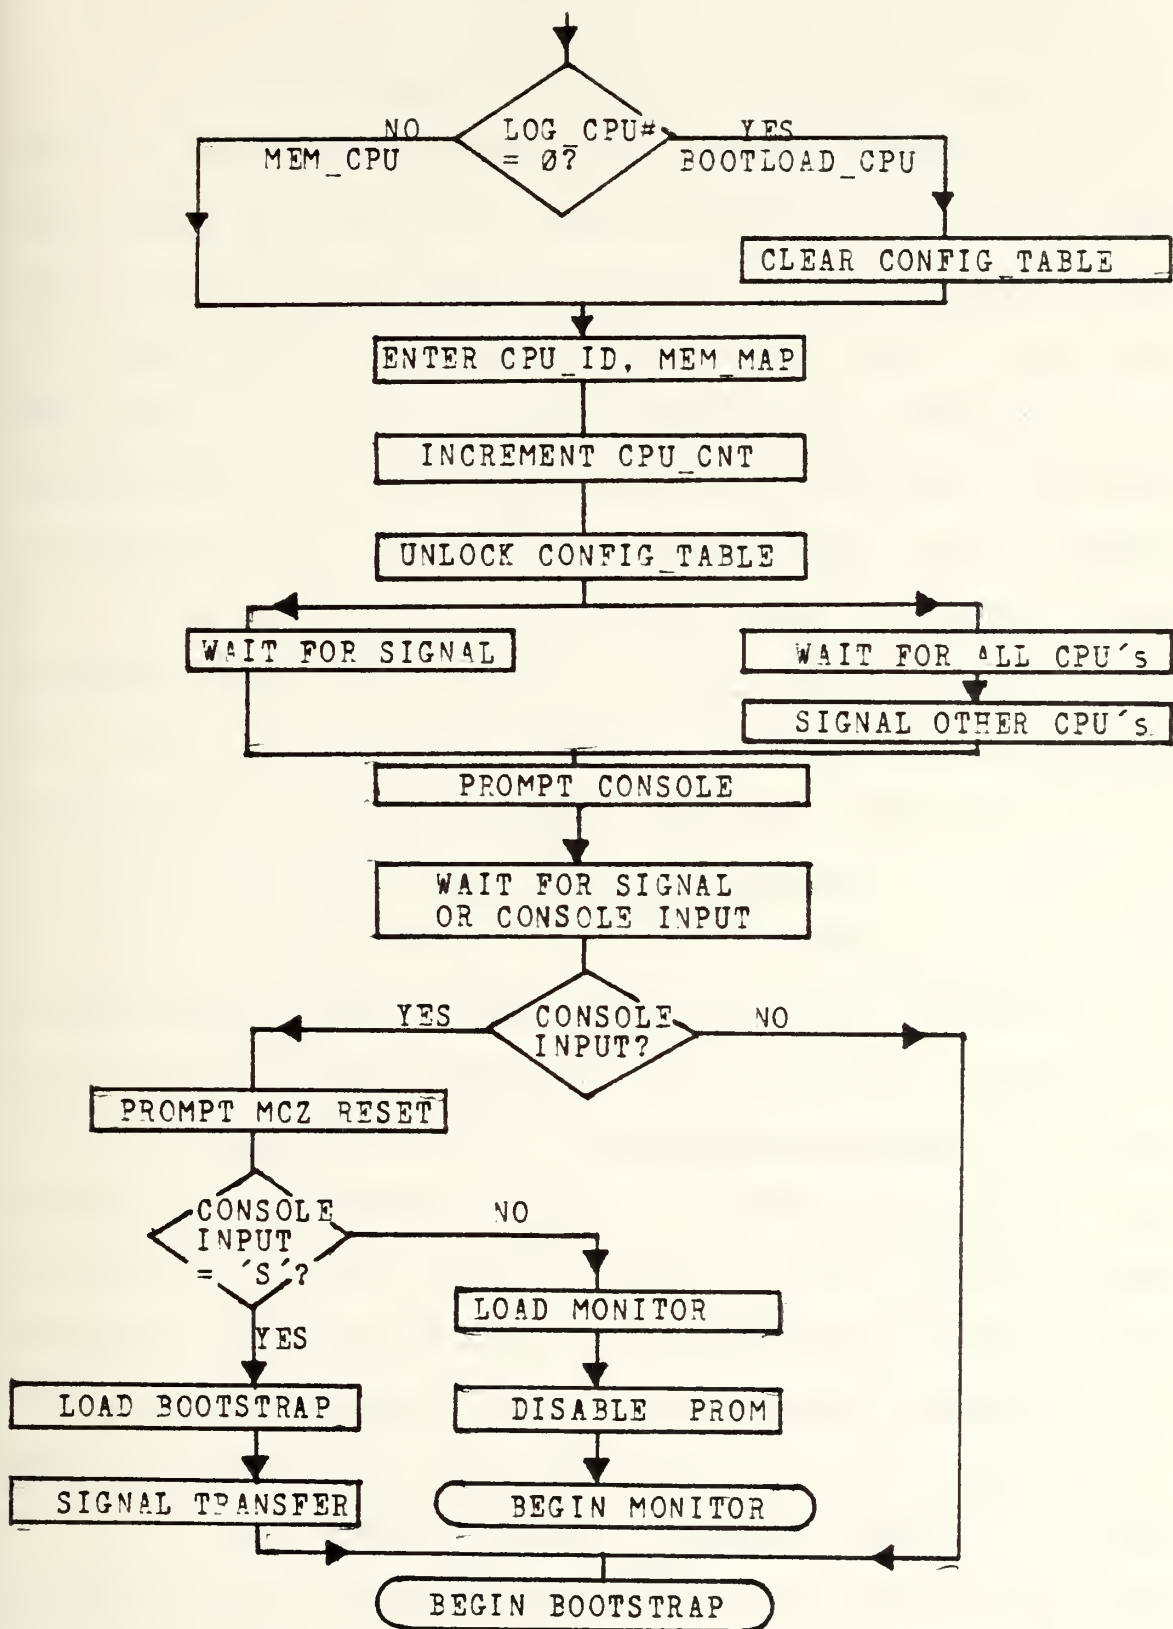 LOG_CPU#
= Ø?
NO
MEM_CPU
YES
BOOTLOAD_CPU
CLEAR CONFIG_TABLE
ENTER CPU_ID, MEM_MAP
INCREMENT CPU_CNT
UNLOCK CONFIG_TABLE
WAIT FOR SIGNAL
WAIT FOR ALL CPU's
SIGNAL OTHER CPU's
PROMPT CONSOLE
WAIT FOR SIGNAL
OR CONSOLE INPUT
YES
CONSOLE
INPUT?
NO
PROMPT MCZ RESET
CONSOLE
INPUT
= 'S'?
NO
YES
LOAD MONITOR
LOAD BOOTSTRAP
DISABLE PROM
SIGNAL TRANSFER
BEGIN MONITOR
BEGIN BOOTSTRAP